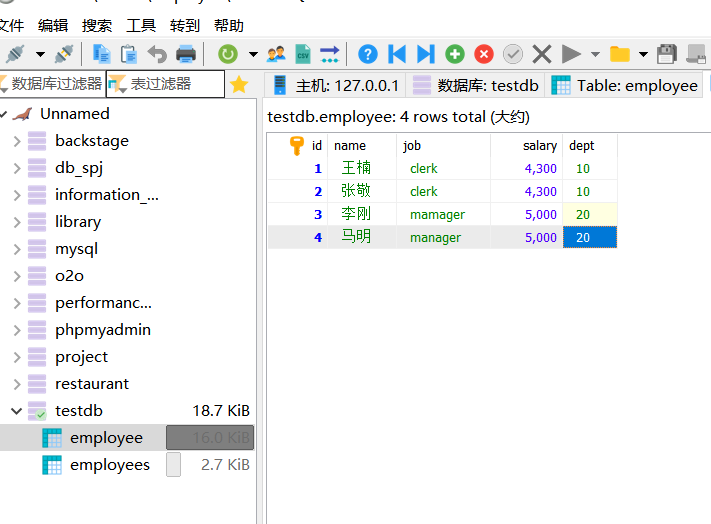 文件 编辑 搜索 工具 转到 帮助
数据库过滤器 表过滤器 主机: 127.0.0.1 数据库: testdb Table: employee
Unnamed
backstage
db_spj
information_...
library
mysql
o2o
performanc...
phpmyadmin
project
restaurant
testdb 18.7 KiB
employee 16.0 KiB
employees 2.7 KiB
testdb.employee: 4 rows total (大约)
id name job salary dept
1 王楠 clerk 4,300 10
2 张敬 clerk 4,300 10
3 李刚 mamager 5,000 20
4 马明 manager 5,000 20